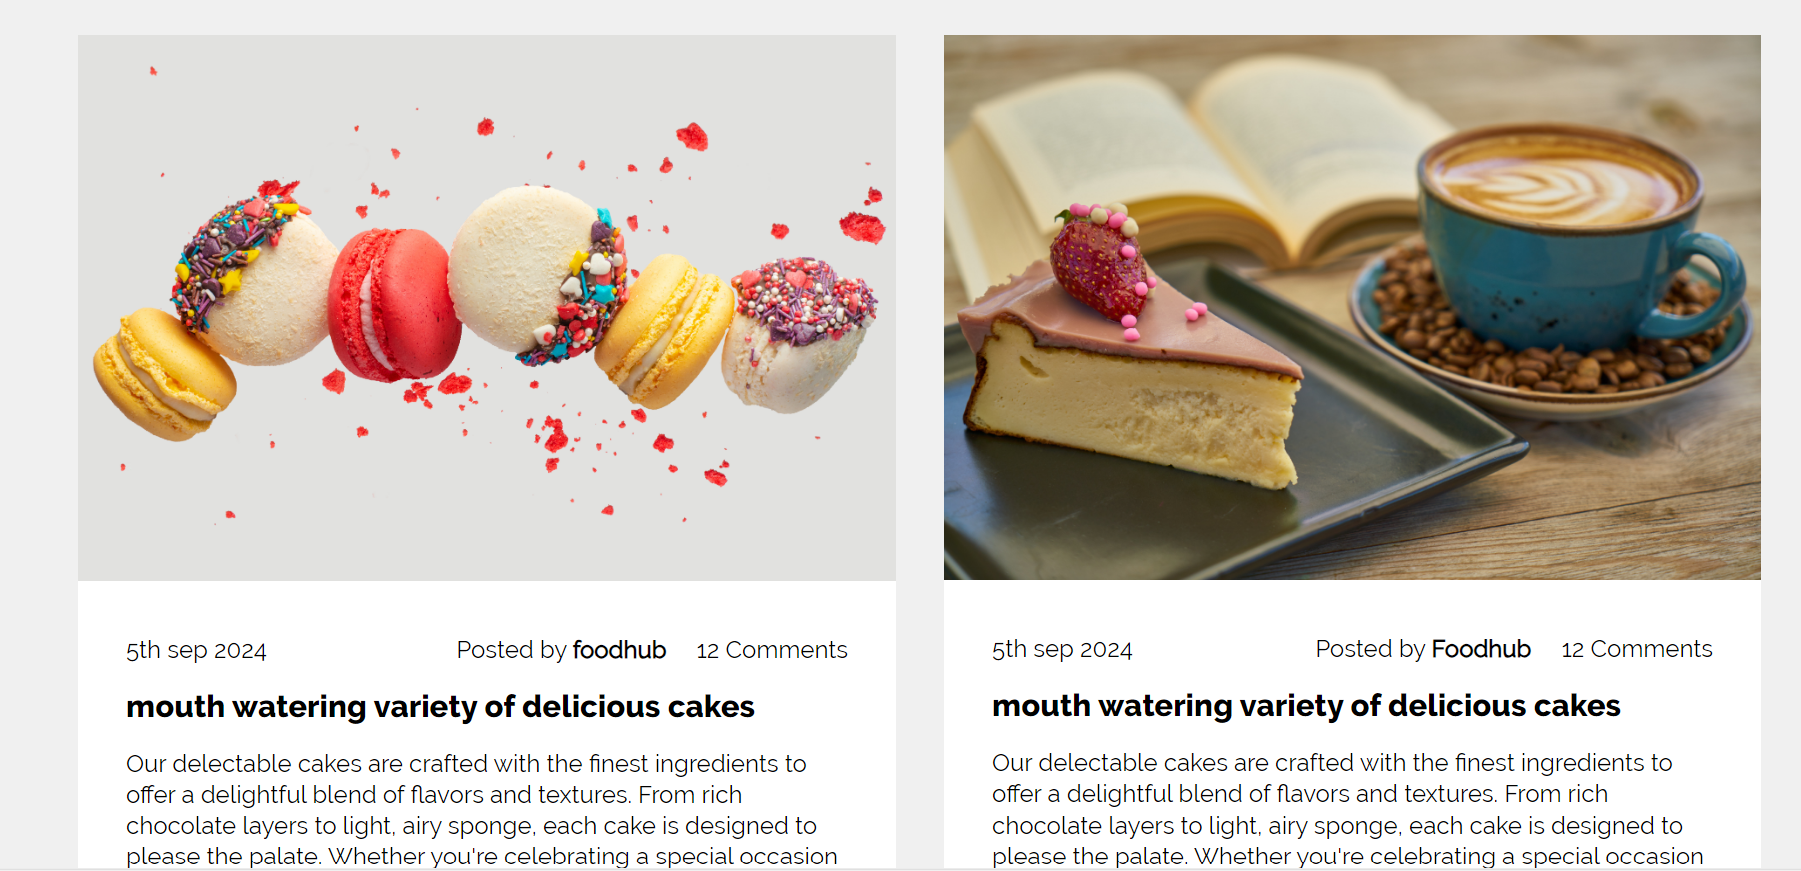 5th sep 2024 Posted by foodhub 12 Comments
mouth watering variety of delicious cakes
Our delectable cakes are crafted with the finest ingredients to
offer a delightful blend of flavors and textures. From rich
chocolate layers to light, airy sponge, each cake is designed to
please the palate. Whether you're celebrating a special occasion
5th sep 2024 Posted by Foodhub 12 Comments
mouth watering variety of delicious cakes
Our delectable cakes are crafted with the finest ingredients to
offer a delightful blend of flavors and textures. From rich
chocolate layers to light, airy sponge, each cake is designed to
please the palate. Whether you're celebrating a special occasion